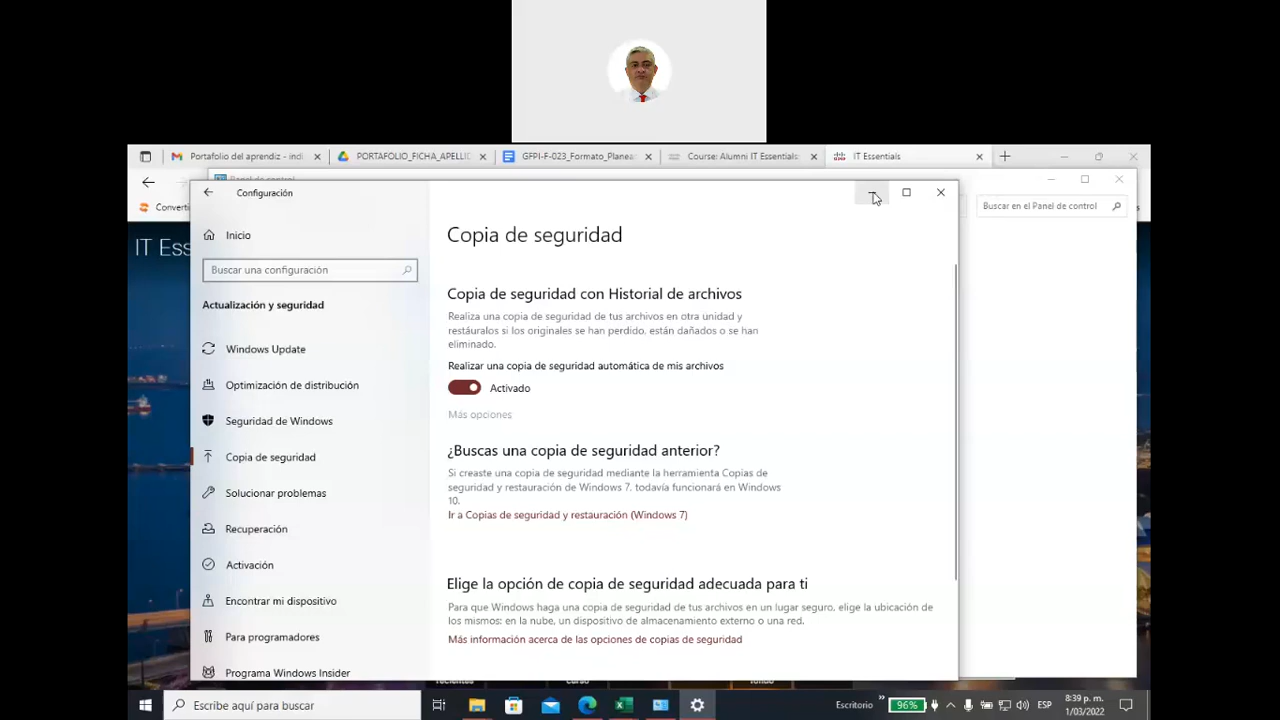 Portafolio del aprendiz - indi
PORTAFOLIO_FICHA_APELLID
GFPI-F-023_Formato_Planea
Course: Alumni IT Essentials
IT Essentials
Panel de control
Configuración
Converti
Buscar en el Panel de control
IT Ess
Inicio
Copia de seguridad
Buscar una configuración
Copia de seguridad con Historial de archivos
Actualización y seguridad
Realiza una copia de seguridad de tus archivos en otra unidad y
restáuralos si los originales se han perdido, están dañados o se han
eliminado.
Windows Update
Realizar una copia de seguridad automática de mis archivos
Optimización de distribución
Activado
Más opciones
Seguridad de Windows
¿Buscas una copia de seguridad anterior?
Copia de seguridad
Si creaste una copia de seguridad mediante la herramienta Copias de
seguridad y restauración de Windows 7, todavía funcionará en Windows
10.
Solucionar problemas
Ir a Copias de seguridad y restauración (Windows 7)
Recuperación
Activación
Elige la opción de copia de seguridad adecuada para ti
Encontrar mi dispositivo
Para que Windows haga una copia de seguridad de tus archivos en un lugar seguro, elige la ubicación de
los mismos: en la nube, un dispositivo de almacenamiento externo o una red.
Para programadores
Más información acerca de las opciones de copias de seguridad
Programa Windows Insider
Escribe aquí para buscar
Escritorio
96%
ESP
8:39 p. m.
1/03/2022